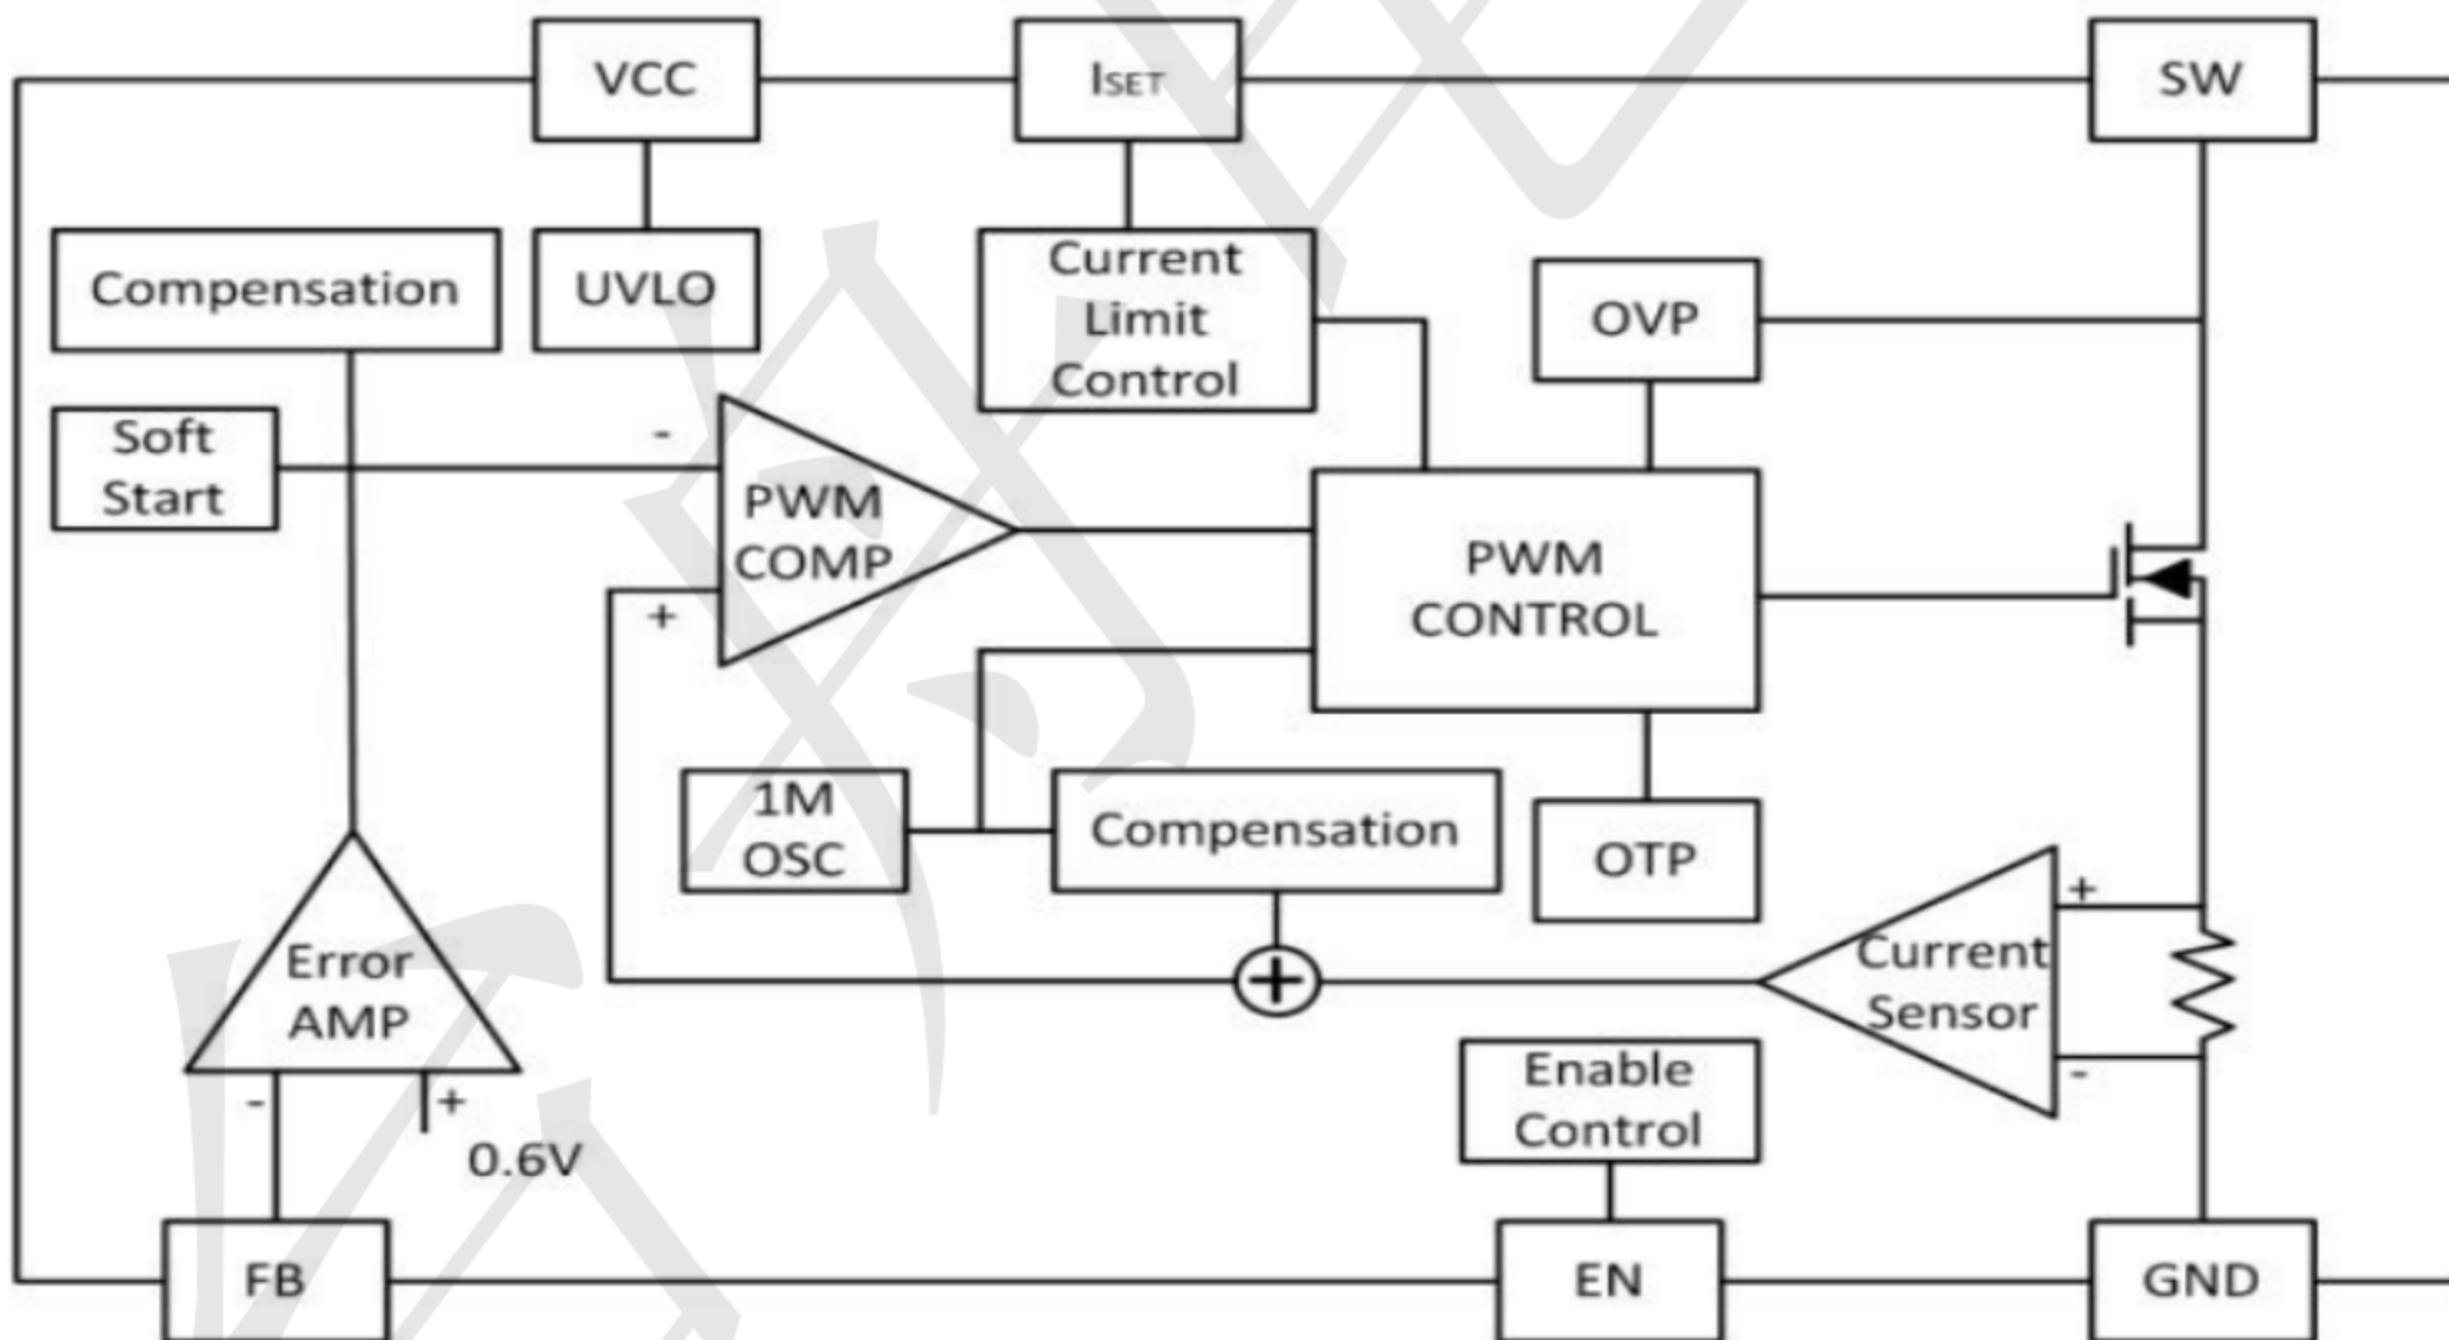 VCC
ISET
SW
Compensation
UVLO
Current
Limit
Control
OVP
Soft
Start
-
PWM
COMP
+
PWM
CONTROL
1M
OSC
Compensation
OTP
+
Current
Sensor
-
Error
AMP
-
+
0.6V
Enable
Control
FB
EN
GND